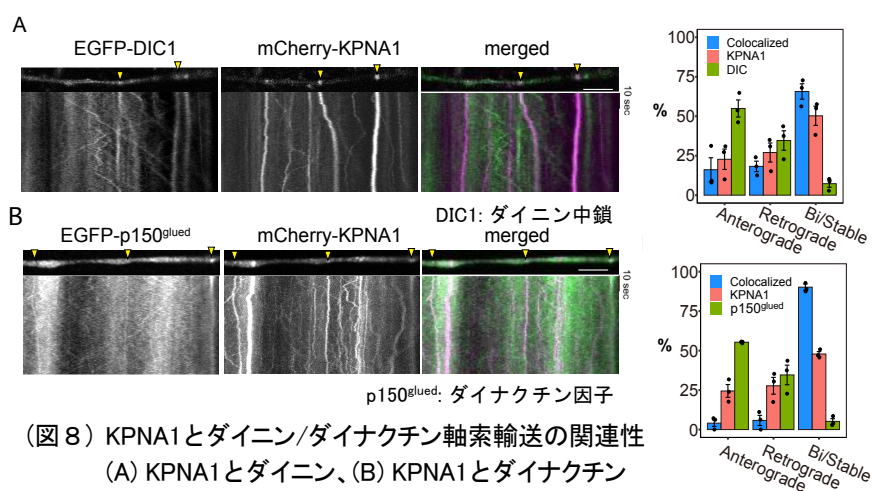 A
EGFP-DIC1 mCherry-KPNA1 merged
10 sec
DIC1: ダイニン中鎖
Colocalized
KPNA1
DIC
%
75
50
25
0
Anterograde
Retrograde
Bi/Stable
B
EGFP-p150glued mCherry-KPNA1 merged
10 sec
p150glued: ダイナクチン因子
Colocalized
KPNA1
p150glued
%
100
75
50
25
0
Anterograde
Retrograde
Bi/Stable
(図8) KPNA1とダイニン/ダイナクチン軸索輸送の関連性
(A) KPNA1とダイニン、(B) KPNA1とダイナクチン